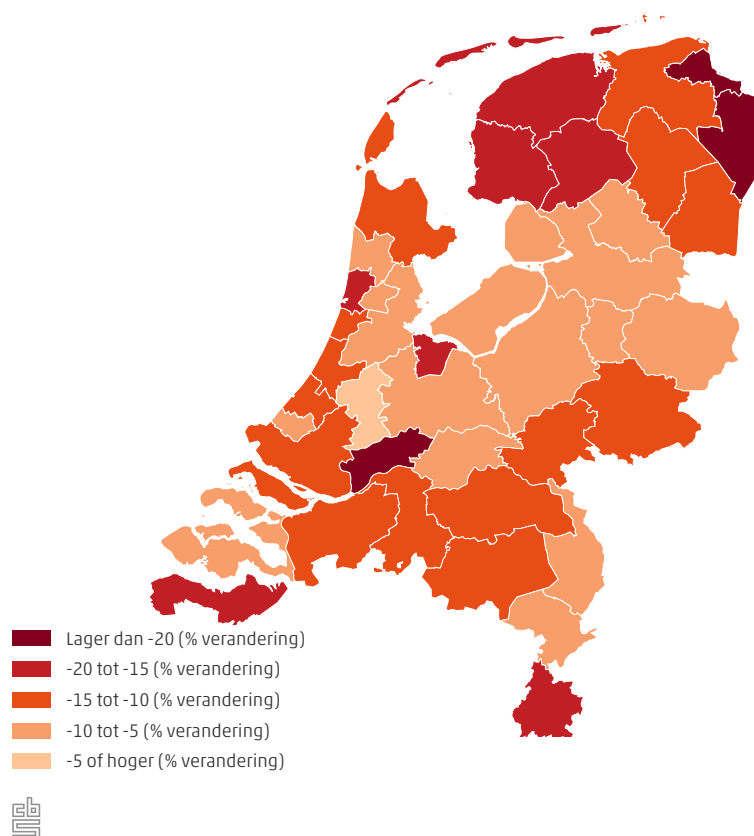 Lager dan -20 (% verandering)
-20 tot -15 (% verandering)
-15 tot -10 (% verandering)
-10 tot -5 (% verandering)
-5 of hoger (% verandering)
cbs